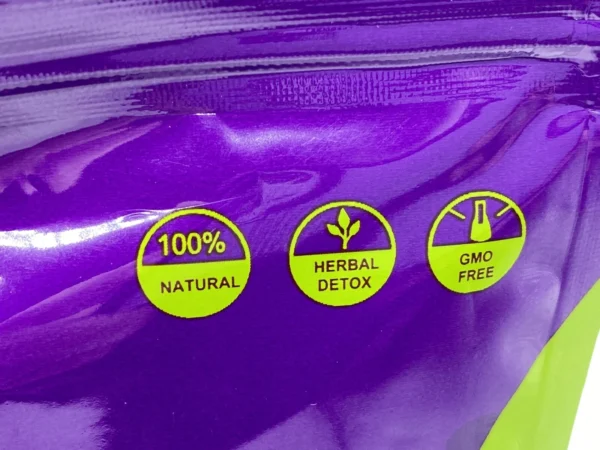 100%
NATURAL
HERBAL
DETOX
GMO
FREE